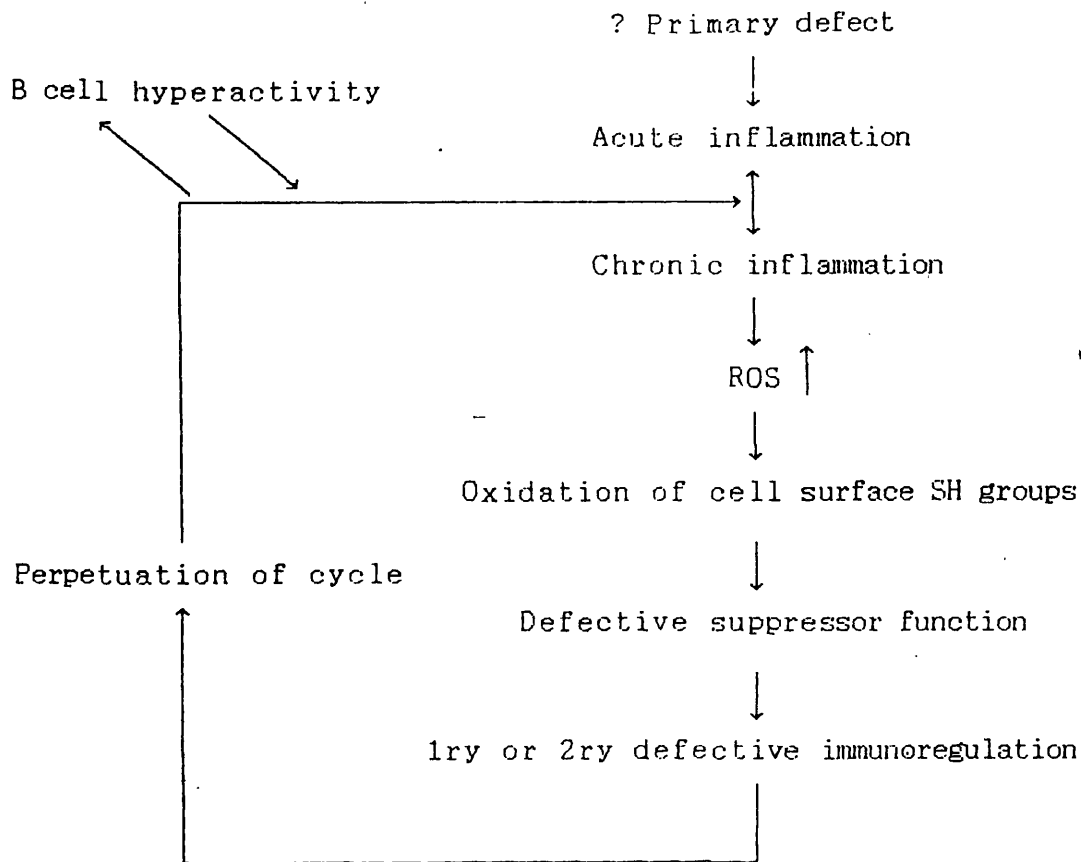 ? Primary defect
B cell hyperactivity
Acute inflammation
Chronic inflammation
ROS ↑
Oxidation of cell surface SH groups
Perpetuation of cycle
Defective suppressor function
1ry or 2ry defective immunoregulation